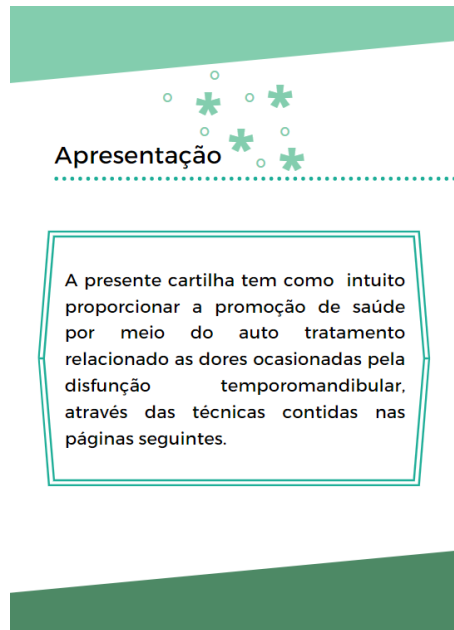 Apresentação
A presente cartilha tem como intuito
proporcionar a promoção de saúde
por meio do auto tratamento
relacionado as dores ocasionadas pela
disfunção temporomandibular,
através das técnicas contidas nas
páginas seguintes.